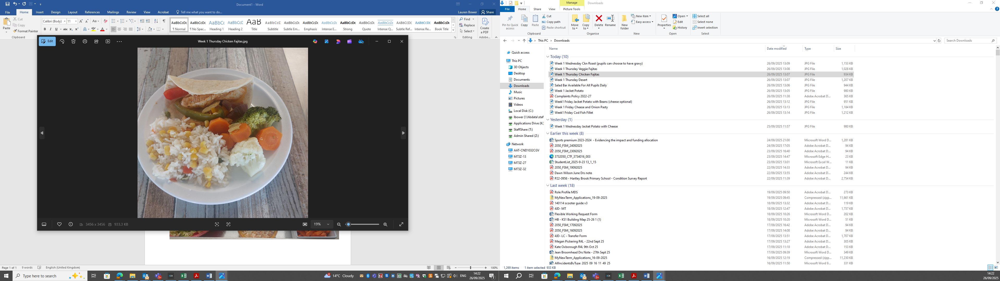 Document1 - Word
File Home Insert Design Layout References Mailings Review View Acrobat Tell me what you want to do... Lauren Bower Share
Paste Cut Copy Format Painter Clipboard
Calibri (Body) 11
AaBbCcDc ¶ Normal
AaBbCcDc ¶ No Spac...
AaBbCc Heading 1
AaBbCcD Heading 2
AaB Title
AaBbCcD Subtitle
AaBbCcDc Subtle Em...
AaBbCcDc Emphasis
AaBbCcDc Intense E...
AaBbCcDc Strong
AaBbCcDc Quote
AaBbCcDc Intense Q...
AaBbCcDc Subtle Ref...
AaBbCcDc Intense Re...
AaBbCcDc Book Title
Find Replace Select Editing
Create a PDF Adobe...
Edit
Week 1 Thursday Chicken Fajitas.jpg
3456 x 3456 933.3 KB 19%
Page 1 of 1 9 words English (United Kingdom) 100%
Type here to search
14°C Cloudy ENG 14:22 26/09/2025
Manage Downloads
File Home Share View Picture Tools
Pin to Quick access Copy Paste Cut Copy path Paste shortcut Clipboard
Move to Copy to Delete Rename Organise
New folder New item Easy access New
Properties Open Edit History Open
Select all Select none Invert selection Select
This PC Downloads Search Downloads
Quick access
This PC
3D Objects
Desktop
Documents
Downloads
Music
Pictures
Videos
Local Disk (C:)
lbower (\\hbdata\staf
Applications Drive (K:)
StaffShare (T:)
Admin Shared (Z:)
Network
AAT-CND1032CGV
M73Z-13
M73Z-27
M73Z-32
Name Date modified Type Size
Today (10)
Week 1 Wednesday Ckn Roast (pupils can choose to have gravy) 26/09/2025 13:09 JPG File 1,153 KB
Week 1 Thursday Veggie Fajitas 26/09/2025 13:08 JPG File 1,028 KB
Week 1 Thursday Chicken Fajitas 26/09/2025 13:07 JPG File 934 KB
Week 1 Thursday Desert 26/09/2025 13:07 JPG File 1,207 KB
Salad Bar Available For All Pupils Daily 26/09/2025 13:06 JPG File 944 KB
Week 1 Jacket Potato 26/09/2025 13:05 JPG File 980 KB
Complaints Policy 2022-27 26/09/2025 11:38 Adobe Acrobat D... 365 KB
Week1 Friday Jacket Potato with Beans (cheese optional) 26/09/2025 13:12 JPG File 951 KB
Week 1 Friday Cheese and Onion Pasty 26/09/2025 13:13 JPG File 1,184 KB
Week1 Friday Cod Fish Fillet 26/09/2025 13:14 JPG File 1,212 KB
Yesterday (1)
Week 1 Wednesday Jacket Potato with Cheese 25/09/2025 11:57 JPG File 980 KB
Earlier this week (8)
Sports premium 2023-2024 - Evidencing the impact and funding allocation 24/09/2025 21:00 Microsoft Word D... 1,281 KB
2050_FSM_24092025 24/09/2025 17:05 Adobe Acrobat D... 94 KB
2050_FSM_23092025 23/09/2025 16:40 Adobe Acrobat D... 94 KB
3732050_CTF_3734016_003 23/09/2025 14:47 Microsoft Edge H... 23 KB
StudentList_2025-9-23 13_1_15 23/09/2025 13:01 Microsoft Excel W... 11 KB
2050_FSM_19092025 22/09/2025 14:33 Adobe Acrobat D... 94 KB
Dawn Wilson June Drs note 22/09/2025 13:55 Adobe Acrobat D... 244 KB
P22-0956 - Hartley Brook Primary School - Condition Survey Report 22/09/2025 11:39 Adobe Acrobat D... 2,754 KB
Last week (18)
Role Profile MDS 19/09/2025 09:50 Adobe Acrobat D... 273 KB
MyNewTerm_Applications_19-09-2025 19/09/2025 09:45 Compressed (zipp... 11,661 KB
140114 scooter guide v3 18/09/2025 13:32 Adobe Acrobat D... 119 KB
4JD- MT 18/09/2025 12:47 Adobe Acrobat D... 1,737 KB
Flexible Working Request Form 18/09/2025 10:26 Microsoft Word D... 202 KB
HB - KS1 Building Map 25-26 1 (1) 18/09/2025 10:20 Microsoft Word D... 51 KB
2050_FSM_17092025 17/09/2025 16:42 Adobe Acrobat D... 94 KB
2050_FSM_16092025 17/09/2025 14:08 Adobe Acrobat D... 94 KB
4JD- LC - Transfer Form 17/09/2025 13:51 Adobe Acrobat D... 1,707 KB
Megan Pickering R4L - 22nd Sept 25 17/09/2025 13:27 Adobe Acrobat D... 305 KB
Kate Oxborough R4L 9th Oct 25 17/09/2025 11:18 Adobe Acrobat D... 153 KB
Jean Broomhead Drs Note - 27th Sept 25 17/09/2025 09:39 Microsoft Word D... 349 KB
MyNewTerm_Applications_16-09-2025 16/09/2025 12:19 Compressed (zipp... 11,230 KB
AllIncidentsByType_2025_09_16_11_49_25 16/09/2025 11:50 Microsoft Word 9... 331 KB
1,269 items 1 item selected 933 KB
14:22
26/09/2025